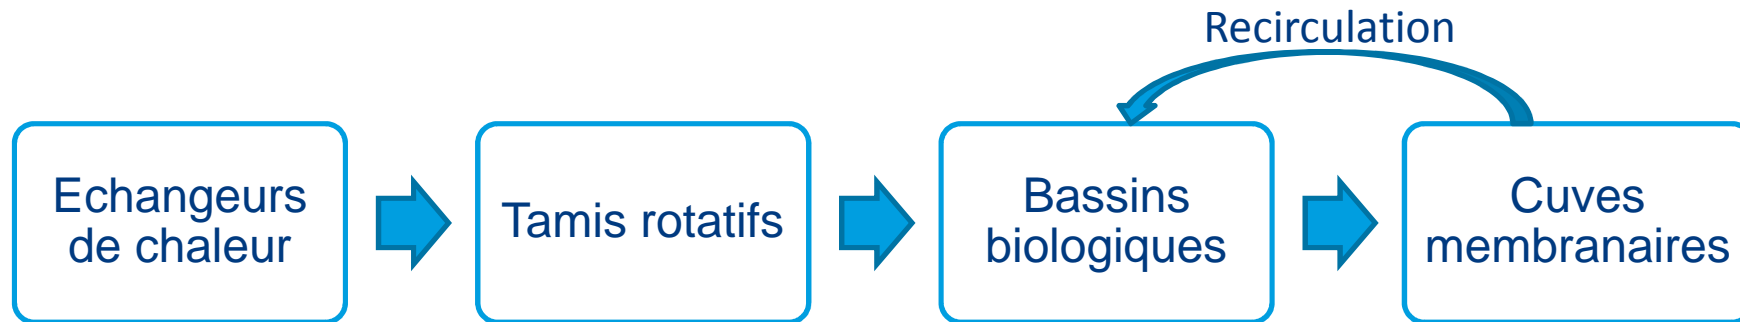 Recirculation
Echangeurs
de chaleur
Tamis rotatifs
Bassins
biologiques
Cuves
membranaires